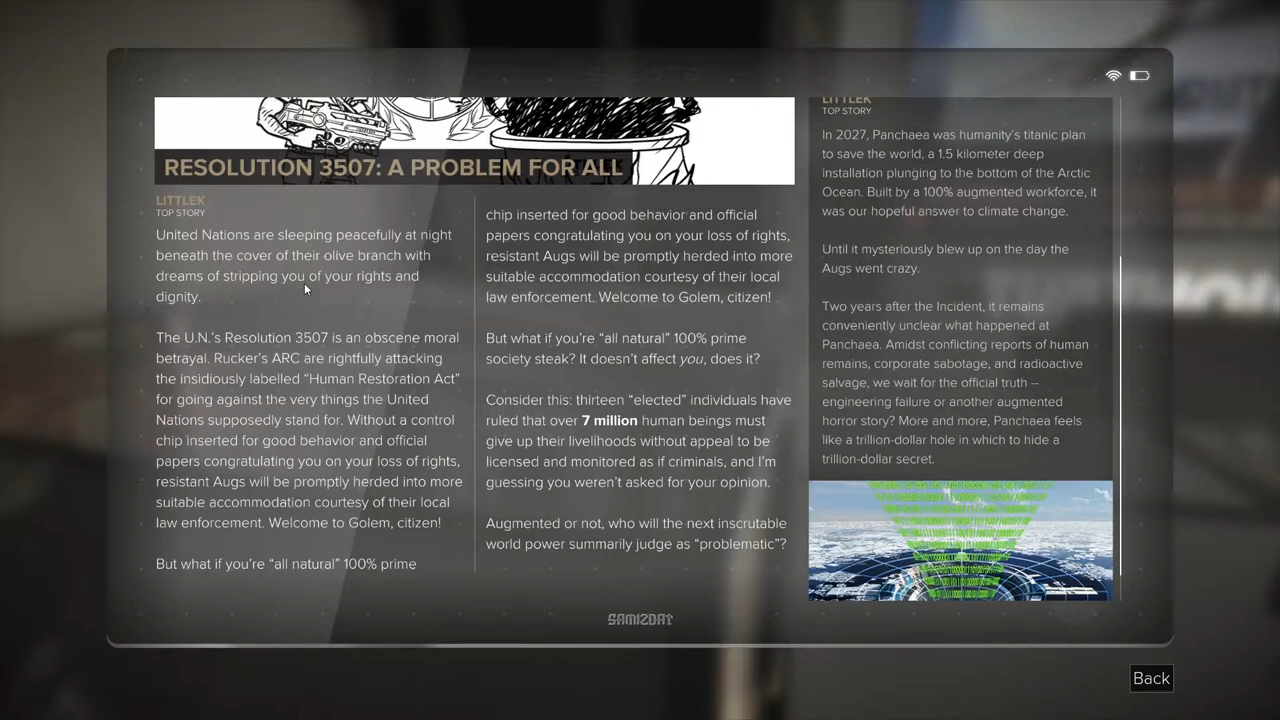 RESOLUTION 3507: A PROBLEM FOR ALL
LITTLEK
TOP STORY
United Nations are sleeping peacefully at night
beneath the cover of their olive branch with
dreams of stripping you of your rights and
dignity.
The U.N.'s Resolution 3507 is an obscene moral
betrayal. Rucker's ARC are rightfully attacking
the insidiously labelled “Human Restoration Act”
for going against the very things the United
Nations supposedly stand for. Without a control
chip inserted for good behavior and official
papers congratulating you on your loss of rights,
resistant Augs will be promptly herded into more
suitable accommodation courtesy of their local
law enforcement. Welcome to Golem, citizen!
But what if you're “all natural” 100% prime
chip inserted for good behavior and official
papers congratulating you on your loss of rights,
resistant Augs will be promptly herded into more
suitable accommodation courtesy of their local
law enforcement. Welcome to Golem, citizen!
But what if you're “all natural” 100% prime
society steak? It doesn't affect you, does it?
Consider this: thirteen “elected” individuals have
ruled that over 7 million human beings must
give up their livelihoods without appeal to be
licensed and monitored as if criminals, and I'm
guessing you weren't asked for your opinion.
Augmented or not, who will the next inscrutable
world power summarily judge as “problematic”?
LITTLEK
TOP STORY
In 2027, Panchaea was humanity's titanic plan
to save the world, a 1.5 kilometer deep
installation plunging to the bottom of the Arctic
Ocean. Built by a 100% augmented workforce, it
was our hopeful answer to climate change.
Until it mysteriously blew up on the day the
Augs went crazy.
Two years after the Incident, it remains
conveniently unclear what happened at
Panchaea. Amidst conflicting reports of human
remains, corporate sabotage, and radioactive
salvage, we wait for the official truth –
engineering failure or another augmented
horror story? More and more, Panchaea feels
like a trillion-dollar hole in which to hide a
trillion-dollar secret.
SAMIZDAT
Back